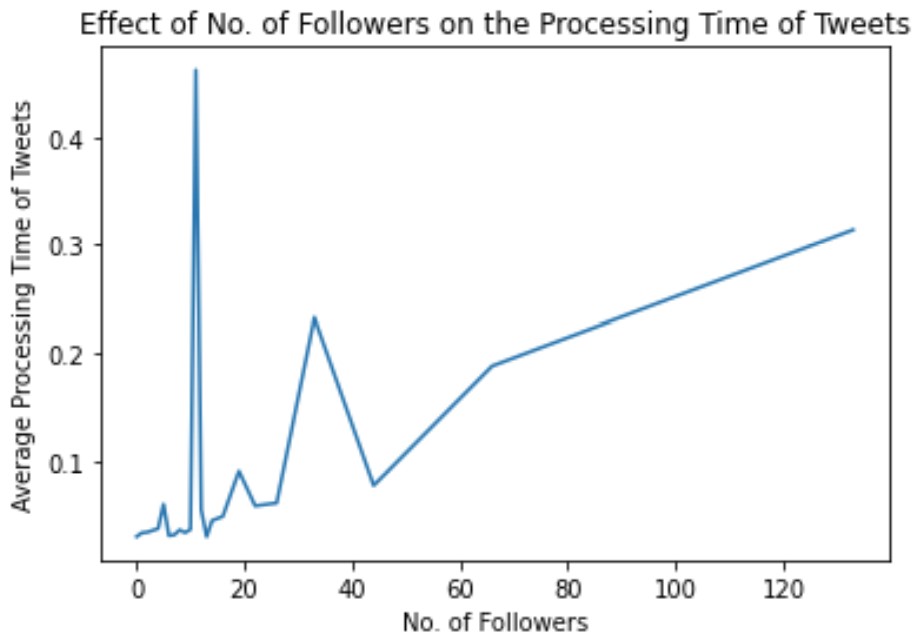 Effect of No. of Followers on the Processing Time of Tweets
Average Processing Time of Tweets
0.4
0.3
0.2
0.1
0 20 40 60 80 100 120
No. of Followers